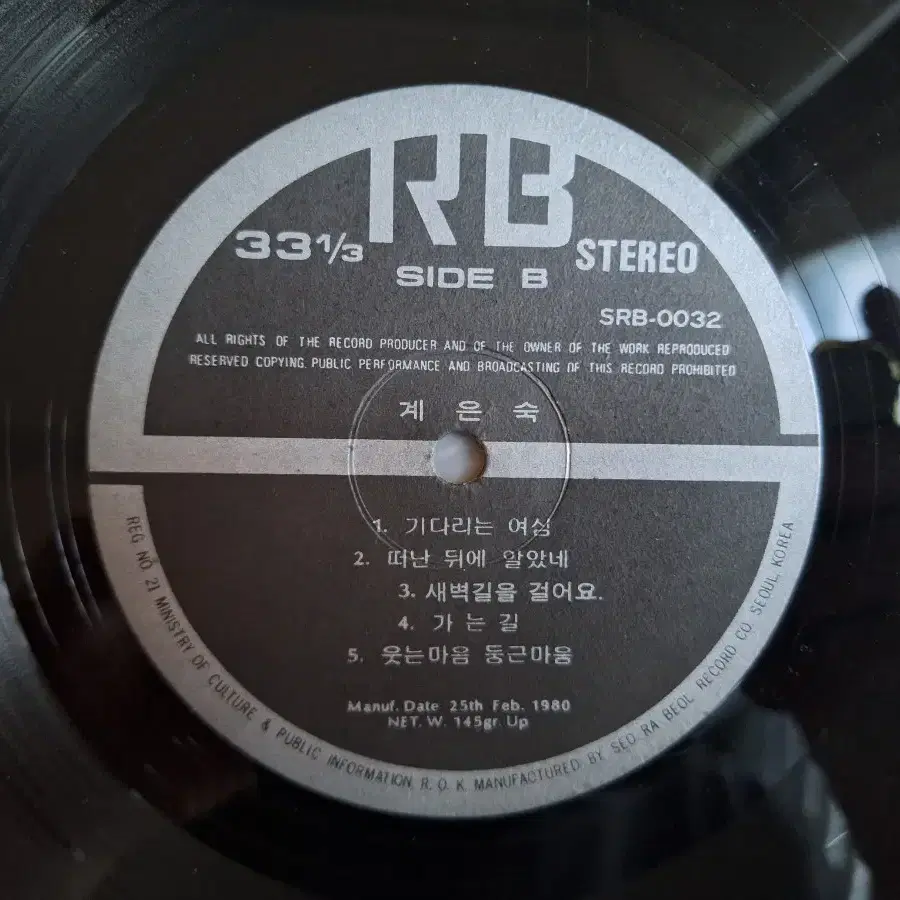 RB
33 1/3
SIDE B
STEREO
SRB-0032
ALL RIGHTS OF THE RECORD PRODUCER AND OF THE OWNER OF THE WORK REPRODUCED
RESERVED COPYING. PUBLIC PERFORMANCE AND BROADCASTING OF THIS RECORD PROHIBITED
계 은 숙
1. 기다리는 여심
2. 떠난 뒤에 알았네
3. 새벽길을 걸어요.
4. 가 는 길
5. 웃는마음 둥근마음
Manuf. Date 25th Feb. 1980
NET. W. 145gr. Up
REG NO. 21 MINISTRY OF CULTURE & PUBLIC INFORMATION R. O. K. MANUFACTURED BY SEO RA BEOL RECORD CO. SEOUL KOREA